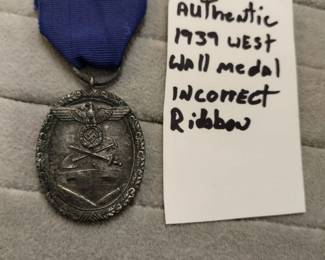 Authentic
1939 West
Wall medal
Incorrect
Ribbon